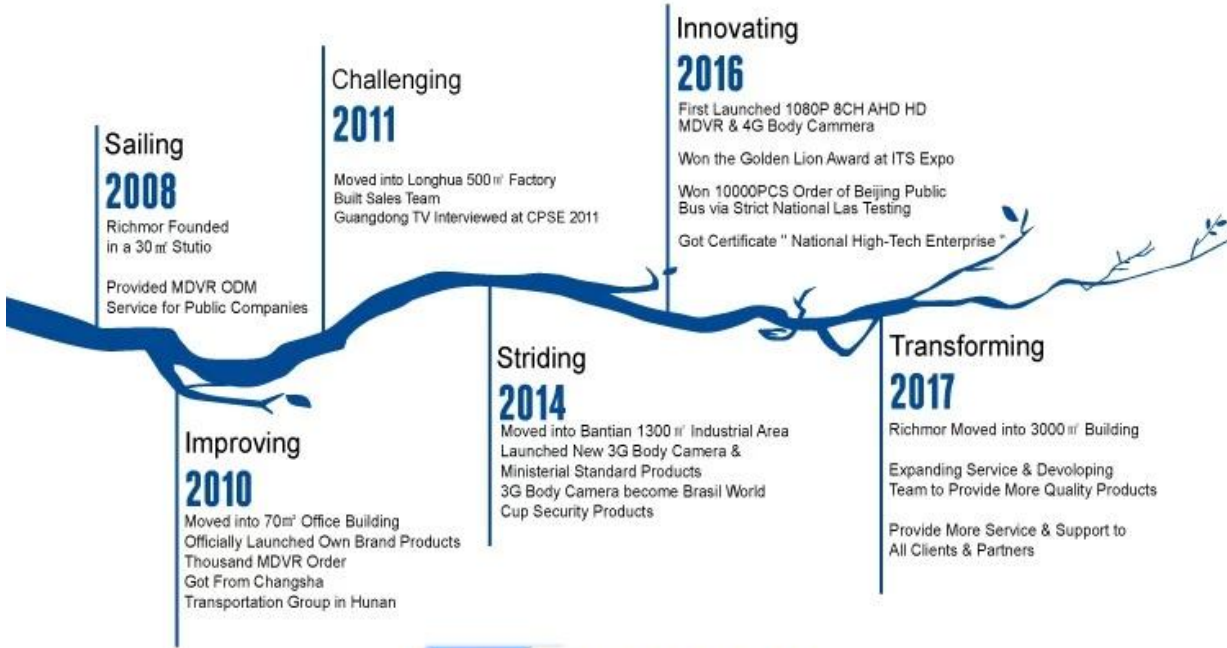 Sailing
2008
Richmor Founded
in a 30㎡ Stutio
Provided MDVR ODM
Service for Public Companies
Improving
2010
Moved into 70㎡ Office Building
Officially Launched Own Brand Products
Thousand MDVR Order
Got From Changsha
Transportation Group in Hunan
Challenging
2011
Moved into Longhua 500㎡ Factory
Built Sales Team
Guangdong TV Interviewed at CPSE 2011
Striding
2014
Moved into Bantian 1300㎡ Industrial Area
Launched New 3G Body Camera &
Ministerial Standard Products
3G Body Camera become Brasil World
Cup Security Products
Innovating
2016
First Launched 1080P 8CH AHD HD
MDVR & 4G Body Cammera
Won the Golden Lion Award at ITS Expo
Won 10000PCS Order of Beijing Public
Bus via Strict National Las Testing
Got Certificate " National High-Tech Enterprise "
Transforming
2017
Richmor Moved into 3000㎡ Building
Expanding Service & Devoloping
Team to Provide More Quality Products
Provide More Service & Support to
All Clients & Partners